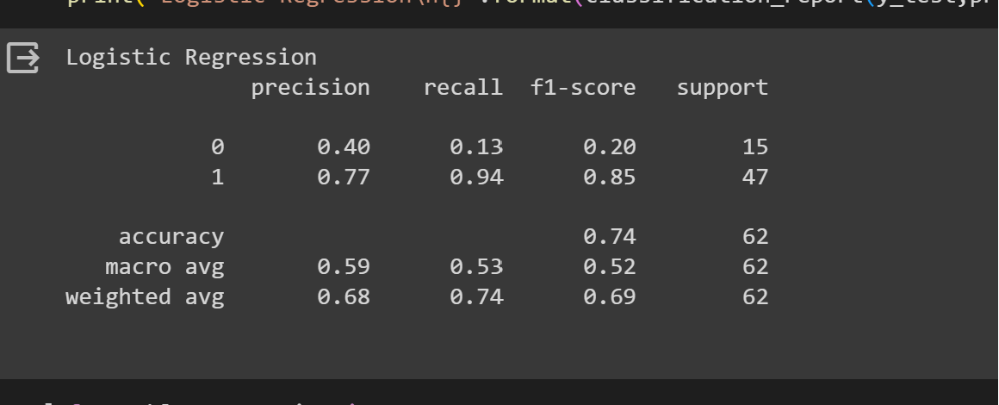 print("Logistic Regression\n{}".format(classification_report(y_test,pr
Logistic Regression
precision recall f1-score support
0 0.40 0.13 0.20 15
1 0.77 0.94 0.85 47
accuracy 0.74 62
macro avg 0.59 0.53 0.52 62
weighted avg 0.68 0.74 0.69 62